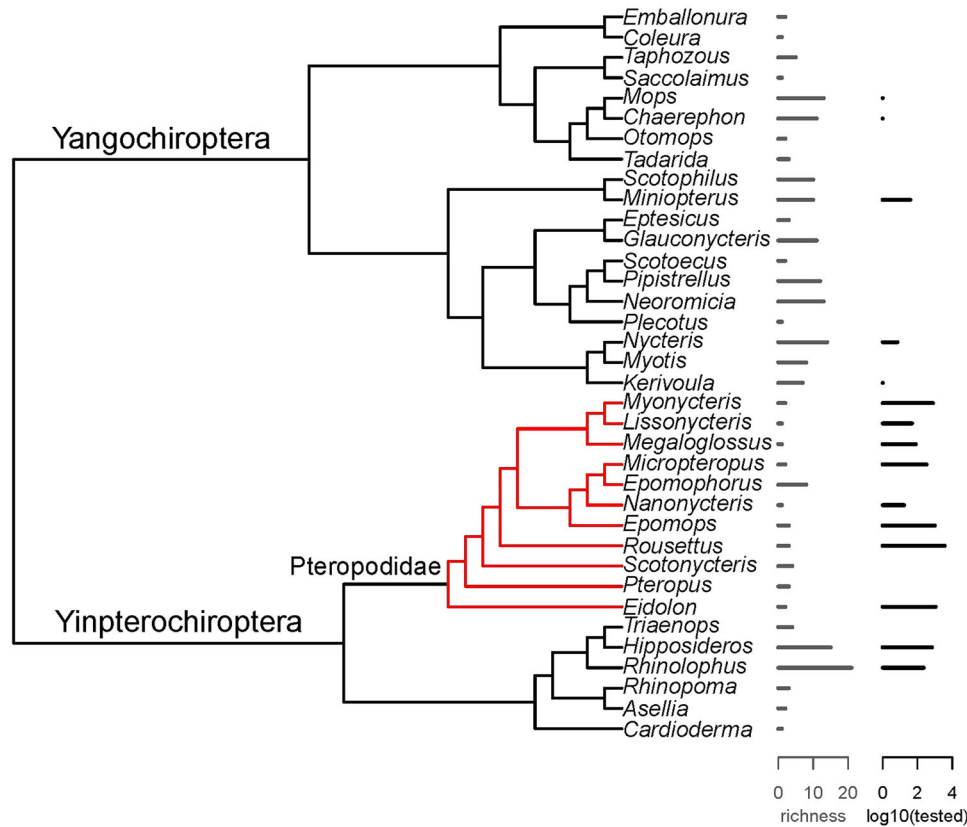 Emballonura
Coleura
Taphozous
Saccolaimus
Mops
Chaerephon
Otomops
Yangochiroptera
Tadarida
Scotophilus
Miniopterus
Eptesicus
Glauconycteris
Scotoecus
Pipistrellus
Neoromicia
Plecotus
Nycteris
Myotis
Kerivoula
Myonycteris
Lissonycteris
Megaloglossus
Micropteropus
Epomophorus
Nanonycteris
Epomops
Rousettus
Pteropodidae
Scotonycteris
Pteropus
Eidolon
Yinpterochiroptera
Triaenops
Hipposideros
Rhinolophus
Rhinopoma
Asellia
Cardioderma
0 10 20
richness
0 2 4
log10(tested)